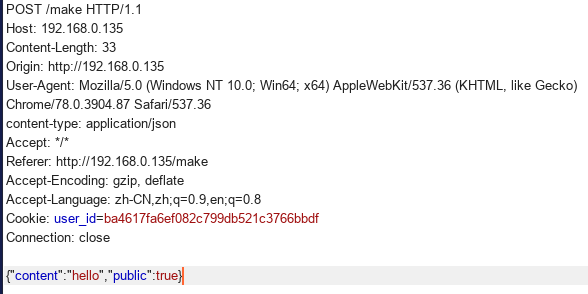 POST /make HTTP/1.1
Host: 192.168.0.135
Content-Length: 33
Origin: http://192.168.0.135
User-Agent: Mozilla/5.0 (Windows NT 10.0; Win64; x64) AppleWebKit/537.36 (KHTML, like Gecko)
Chrome/78.0.3904.87 Safari/537.36
content-type: application/json
Accept: */*
Referer: http://192.168.0.135/make
Accept-Encoding: gzip, deflate
Accept-Language: zh-CN,zh;q=0.9,en;q=0.8
Cookie: user_id=ba4617fa6ef082c799db521c3766bbdf
Connection: close
{"content":"hello","public":true}